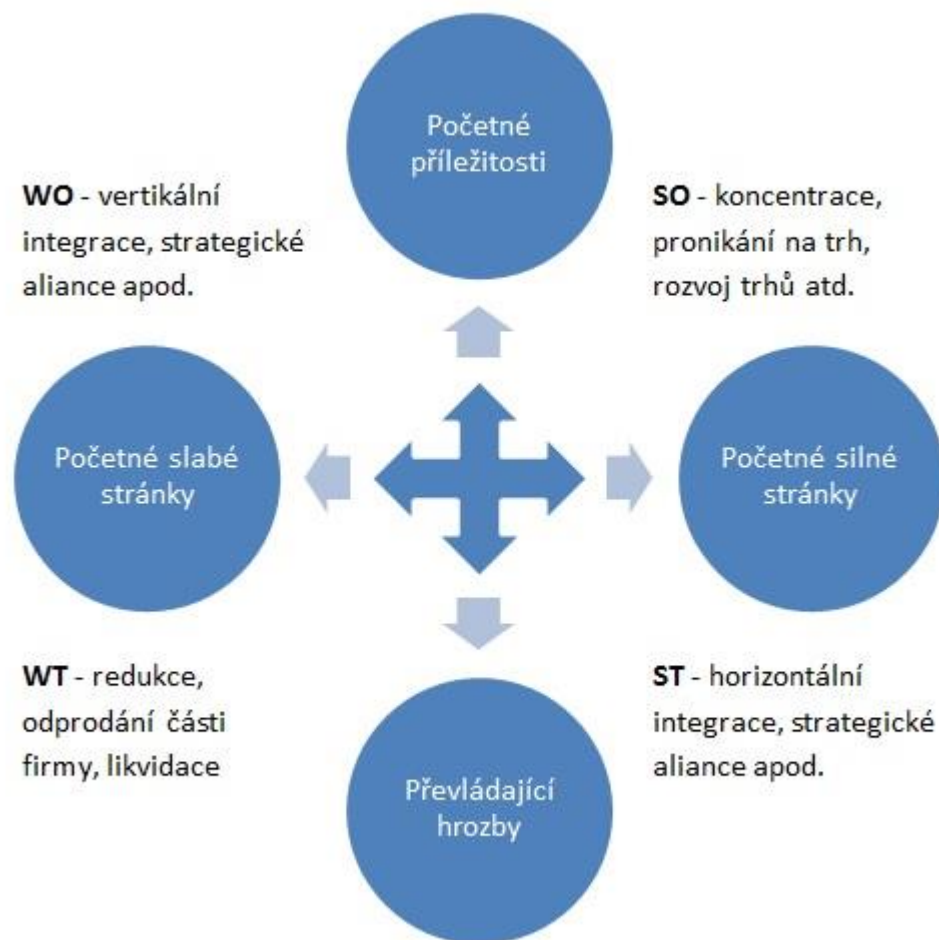 Početné
příležitosti
WO - vertikální
integrace, strategické
aliance apod.
SO - koncentrace,
pronikání na trh,
rozvoj trhů atd.
Početné slabé
stránky
Početné silné
stránky
WT - redukce,
odprodání části
firmy, likvidace
ST - horizontální
integrace, strategické
aliance apod.
Převládající
hrozby